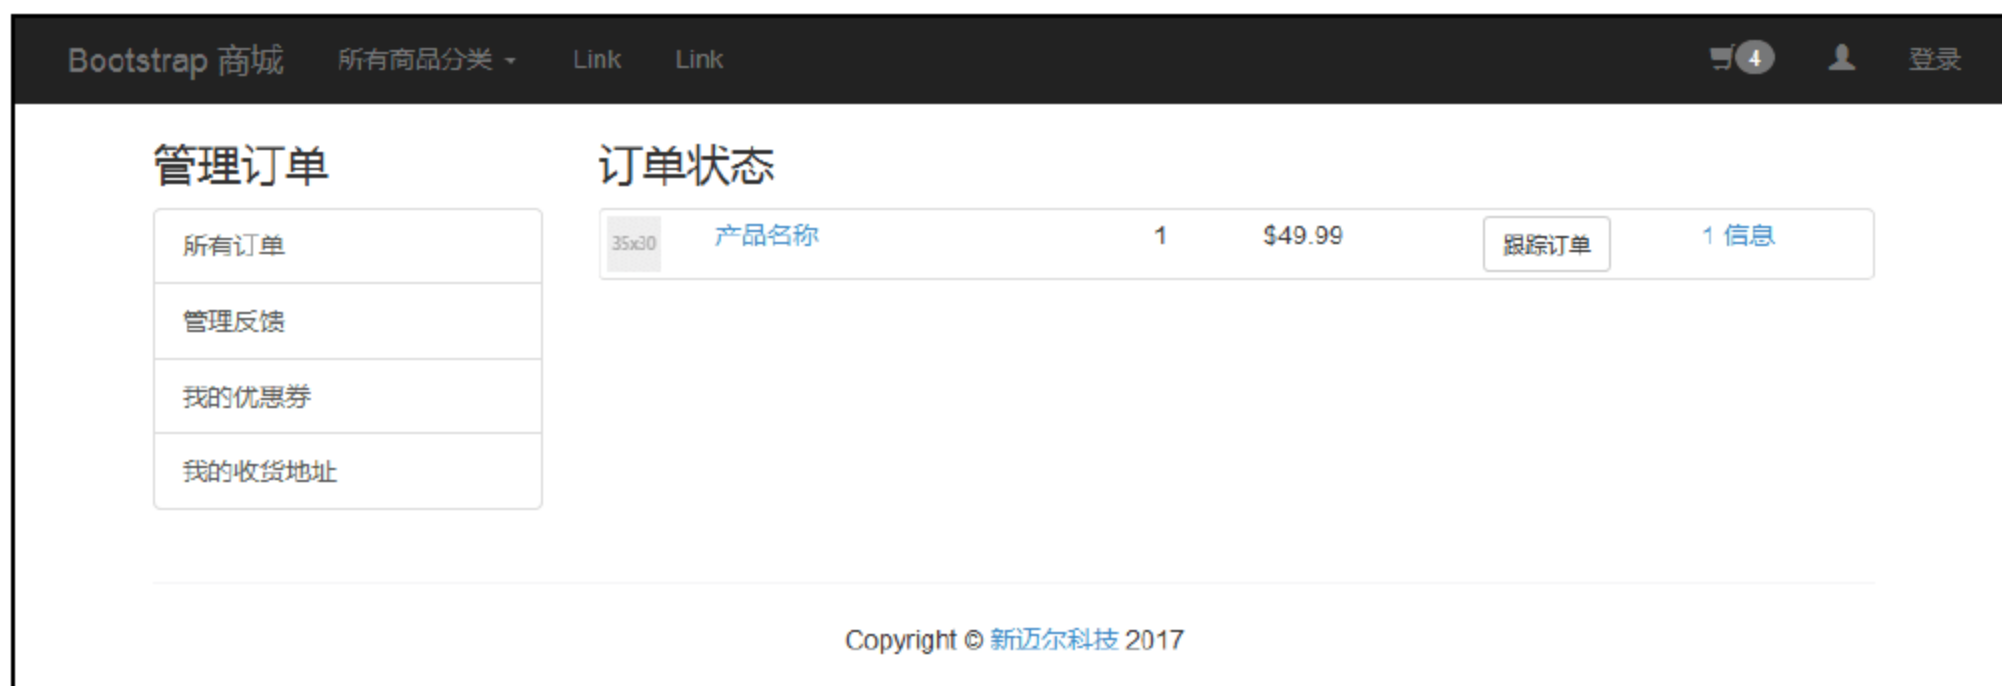 Bootstrap 商城 所有商品分类 Link Link 4 登录
管理订单
所有订单
管理反馈
我的优惠券
我的收货地址
订单状态
35x30 产品名称 1 $49.99 跟踪订单 1 信息
Copyright © 新迈尔科技 2017